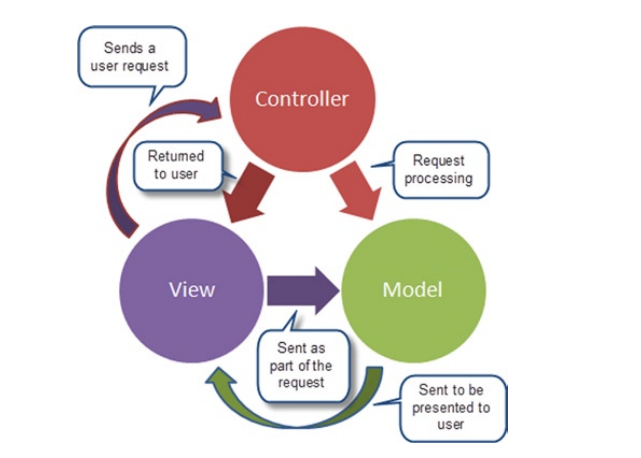 Sends a
user request
Controller
Returned
to user
Request
processing
View
Model
Sent as
part of the
request
Sent to be
presented to
user